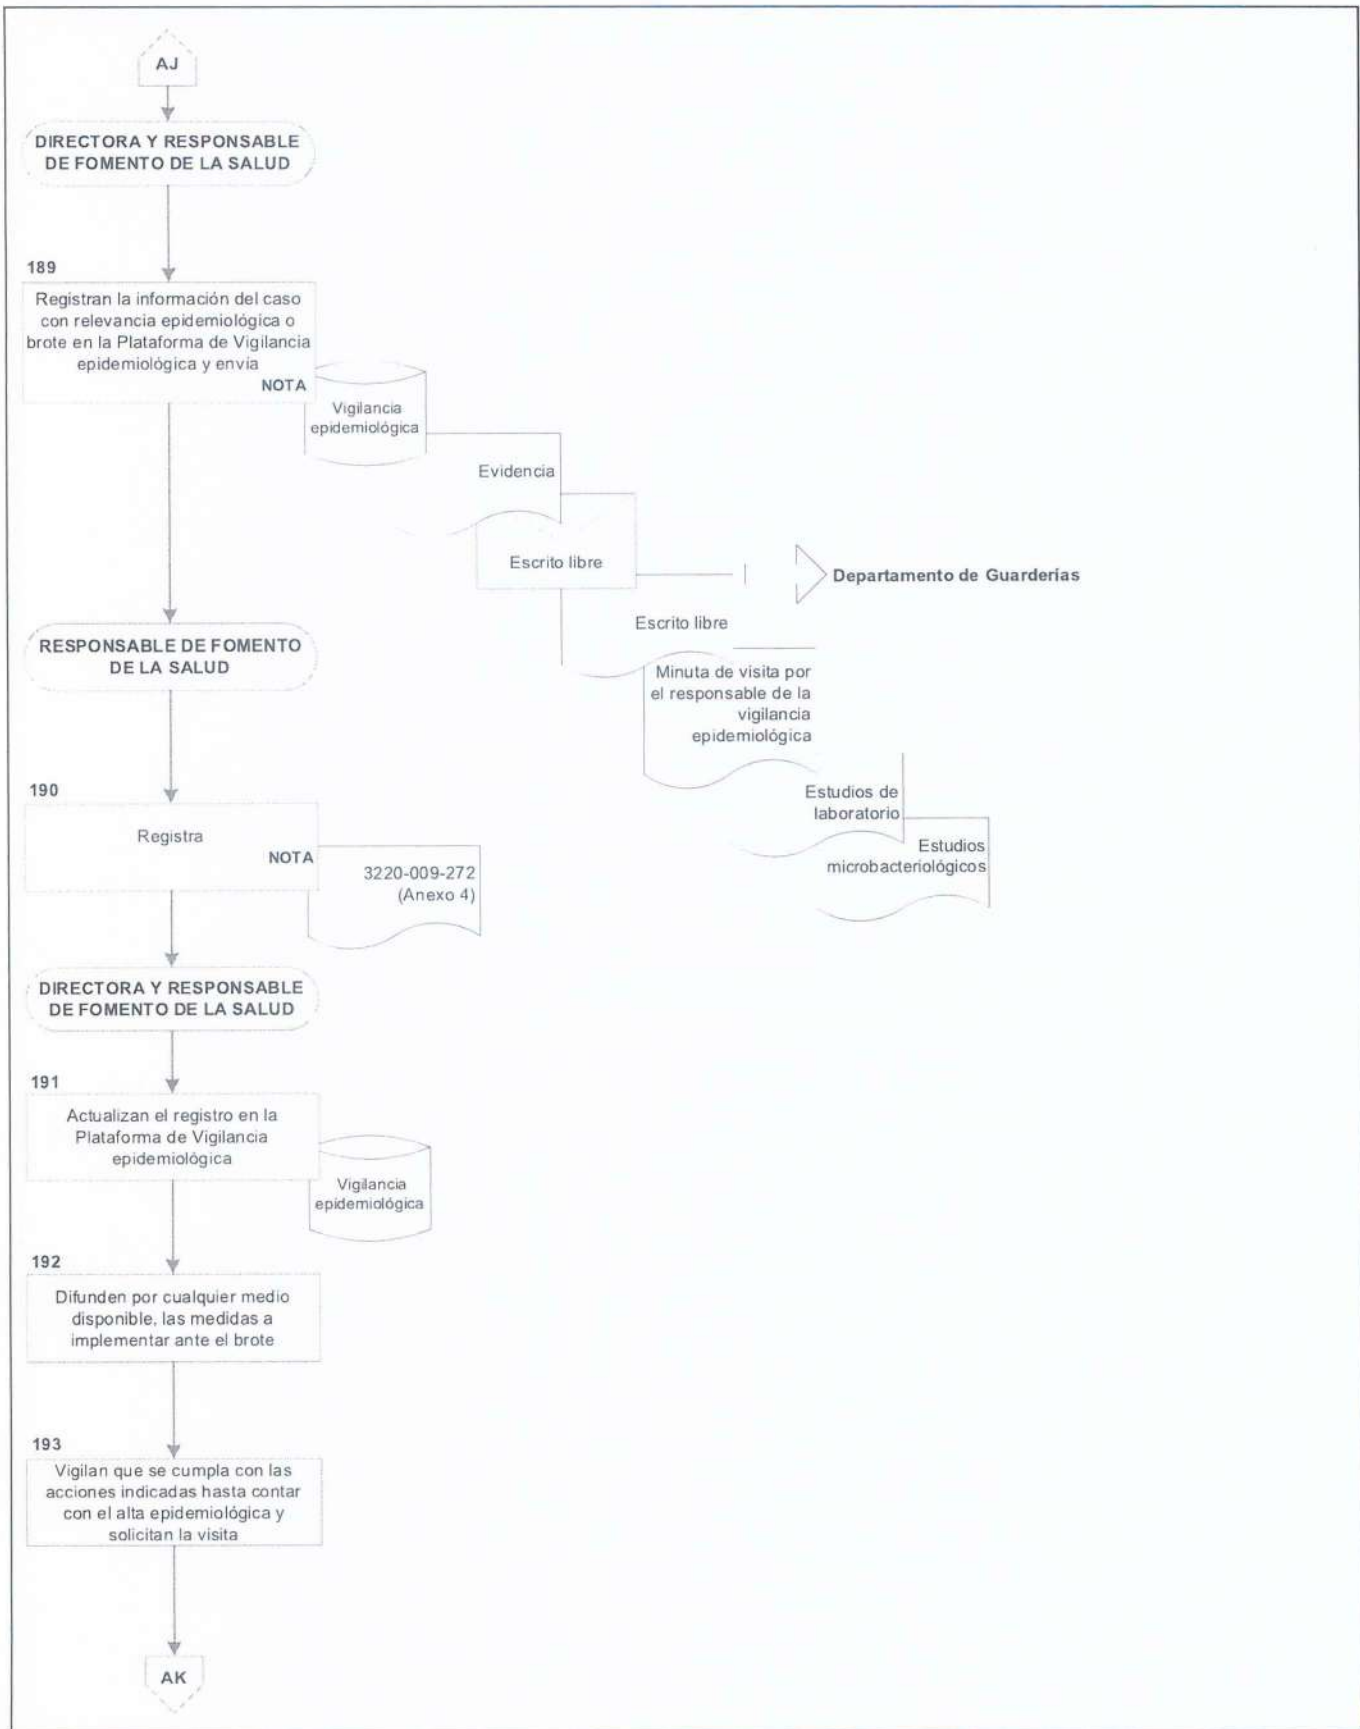 AJ
DIRECTORA Y RESPONSABLE
DE FOMENTO DE LA SALUD
189
Registran la información del caso
con relevancia epidemiológica o
brote en la Plataforma de Vigilancia
epidemiológica y envía
NOTA
Vigilancia
epidemiológica
Evidencia
Escrito libre
Departamento de Guarderías
Escrito libre
RESPONSABLE DE FOMENTO
DE LA SALUD
Minuta de visita por
el responsable de la
vigilancia
epidemiológica
Estudios de
laboratorio
Estudios
microbacteriológicos
190
Registra
NOTA
3220-009-272
(Anexo 4)
DIRECTORA Y RESPONSABLE
DE FOMENTO DE LA SALUD
191
Actualizan el registro en la
Plataforma de Vigilancia
epidemiológica
Vigilancia
epidemiológica
192
Difunden por cualquier medio
disponible, las medidas a
implementar ante el brote
193
Vigilan que se cumpla con las
acciones indicadas hasta contar
con el alta epidemiológica y
solicitan la visita
AK